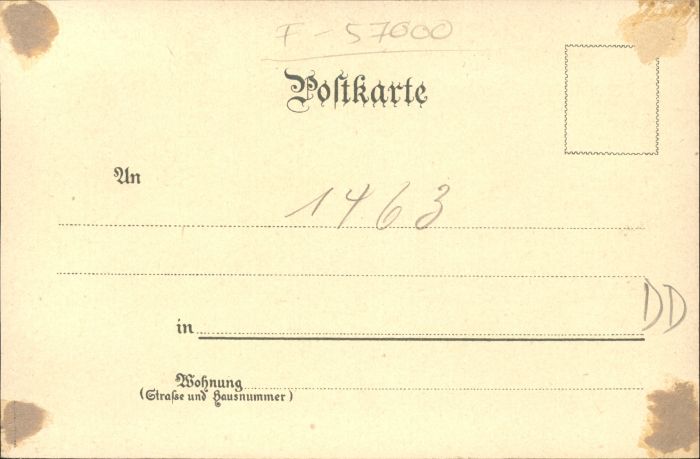 F - 57000
Postkarte
An
1463
DD
in
Wohnung
(Straße und Hausnummer)